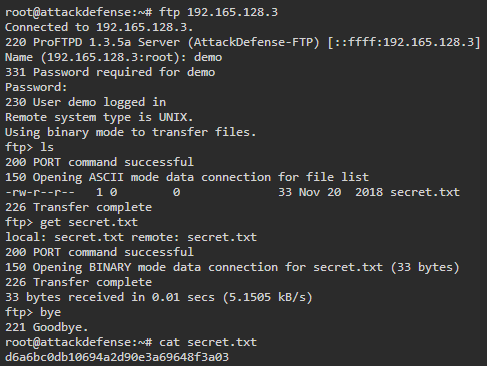 root@attackdefense:~# ftp 192.165.128.3
Connected to 192.165.128.3.
220 ProFTPD 1.3.5a Server (AttackDefense-FTP) [::ffff:192.165.128.3]
Name (192.165.128.3:root): demo
331 Password required for demo
Password:
230 User demo logged in
Remote system type is UNIX.
Using binary mode to transfer files.
ftp> ls
200 PORT command successful
150 Opening ASCII mode data connection for file list
-rw-r--r--   1 0        0              33 Nov 20  2018 secret.txt
226 Transfer complete
ftp> get secret.txt
local: secret.txt remote: secret.txt
200 PORT command successful
150 Opening BINARY mode data connection for secret.txt (33 bytes)
226 Transfer complete
33 bytes received in 0.01 secs (5.1505 kB/s)
ftp> bye
221 Goodbye.
root@attackdefense:~# cat secret.txt
d6a6bc0db10694a2d90e3a69648f3a03